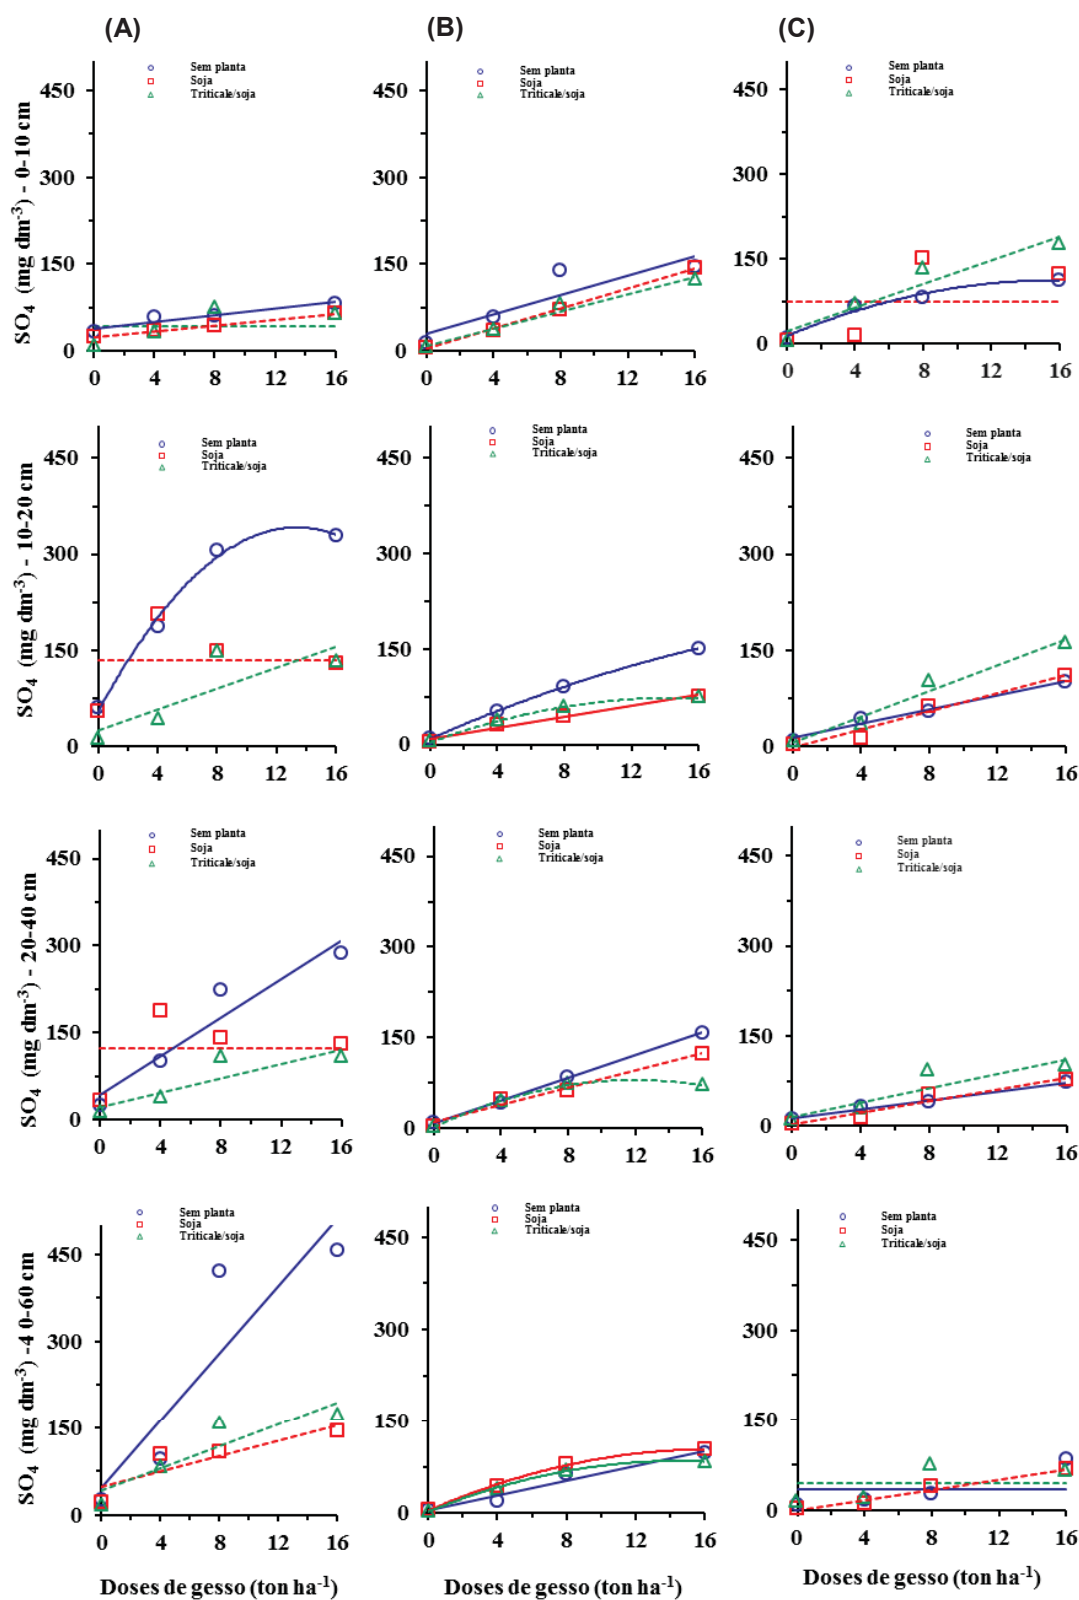 (A) (B) (C)
SO4 (mg dm-3) - 0-10 cm
Sem planta
Soja
Triticale/soja
450
300
150
0
0 4 8 12 16
Sem planta
Soja
Triticale/soja
450
300
150
0
0 4 8 12 16
Sem planta
Soja
Triticale/soja
450
300
150
0
0 4 8 12 16
SO4 (mg dm-3) - 10-20 cm
Sem planta
Soja
Triticale/soja
450
300
150
0
0 4 8 12 16
Sem planta
Soja
Triticale/soja
450
300
150
0
0 4 8 12 16
Sem planta
Soja
Triticale/soja
450
300
150
0
0 4 8 12 16
SO4 (mg dm-3) - 20-40 cm
Sem planta
Soja
Triticale/soja
450
300
150
0
0 4 8 12 16
Sem planta
Soja
Triticale/soja
450
300
150
0
0 4 8 12 16
Sem planta
Soja
Triticale/soja
450
300
150
0
0 4 8 12 16
SO4 (mg dm-3) -4 0-60 cm
Sem planta
Soja
Triticale/soja
450
300
150
0
0 4 8 12 16
Doses de gesso (ton ha-1)
Sem planta
Soja
Triticale/soja
450
300
150
0
0 4 8 12 16
Doses de gesso (ton ha-1)
Sem planta
Soja
Triticale/soja
450
300
150
0
0 4 8 12 16
Doses de gesso (ton ha-1)